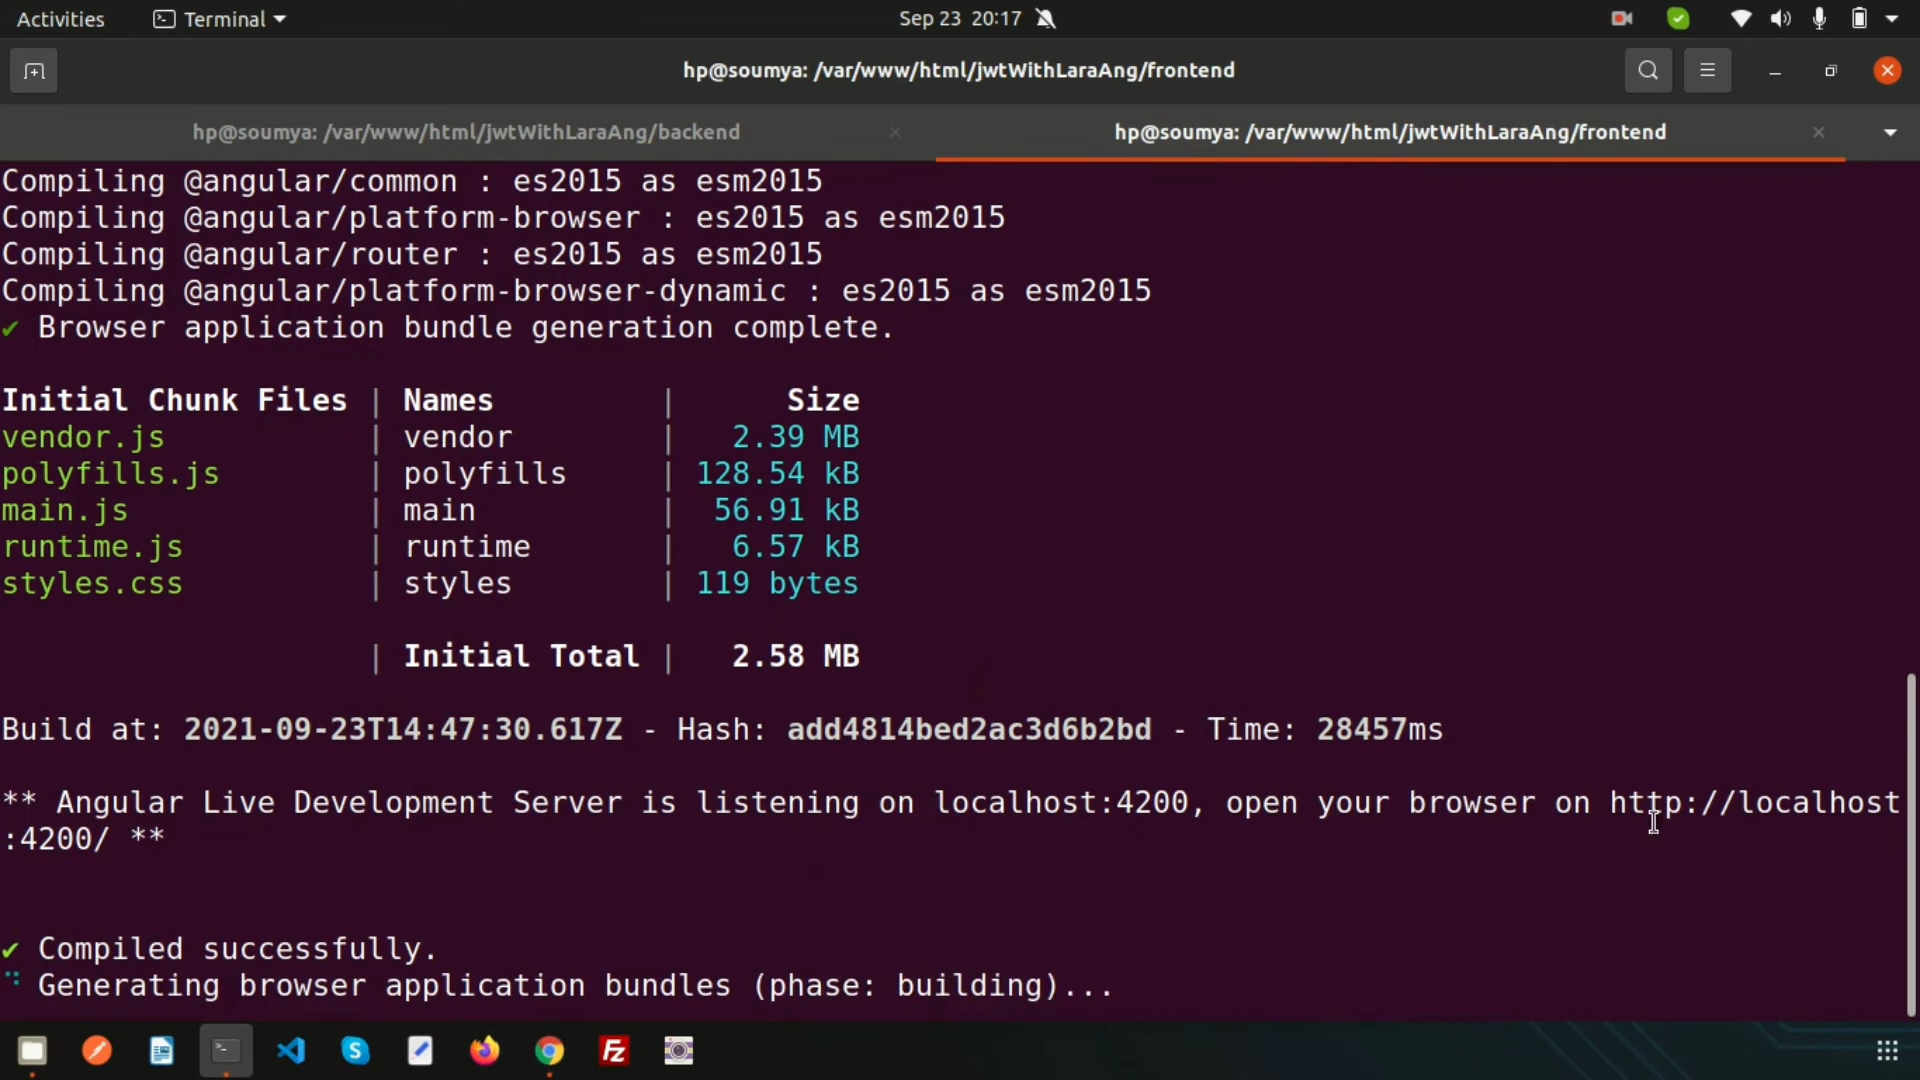 Activities Terminal Sep 23 20:17
hp@soumya: /var/www/html/jwtWithLaraAng/frontend
hp@soumya: /var/www/html/jwtWithLaraAng/backend × hp@soumya: /var/www/html/jwtWithLaraAng/frontend ×
Compiling @angular/common : es2015 as esm2015
Compiling @angular/platform-browser : es2015 as esm2015
Compiling @angular/router : es2015 as esm2015
Compiling @angular/platform-browser-dynamic : es2015 as esm2015
✔ Browser application bundle generation complete.
Initial Chunk Files | Names | Size
vendor.js | vendor | 2.39 MB
polyfills.js | polyfills | 128.54 kB
main.js | main | 56.91 kB
runtime.js | runtime | 6.57 kB
styles.css | styles | 119 bytes
| Initial Total | 2.58 MB
Build at: 2021-09-23T14:47:30.617Z - Hash: add4814bed2ac3d6b2bd - Time: 28457ms
** Angular Live Development Server is listening on localhost:4200, open your browser on http://localhost
:4200/ **
✔ Compiled successfully.
Generating browser application bundles (phase: building)...